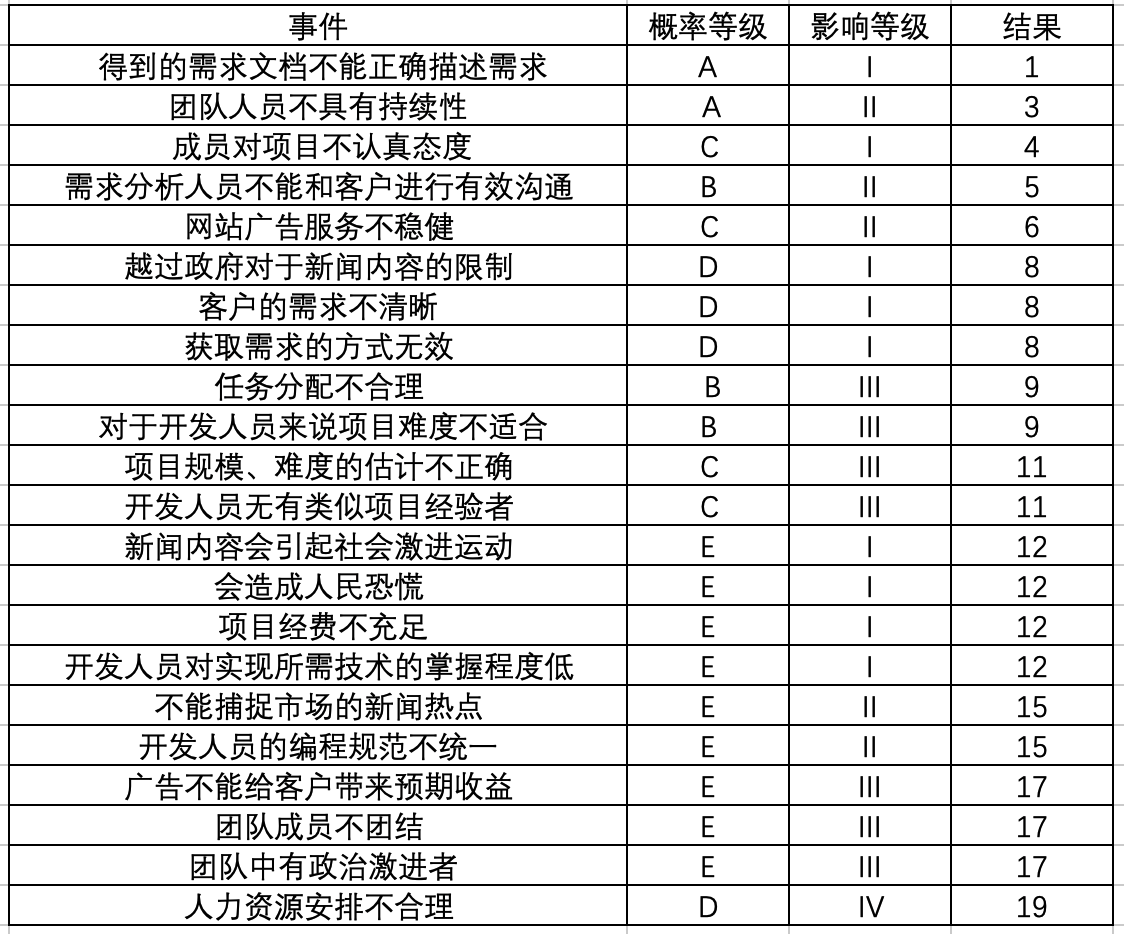 事件 概率等级 影响等级 结果
得到的需求文档不能正确描述需求 A I 1
团队人员不具有持续性 A II 3
成员对项目不认真态度 C I 4
需求分析人员不能和客户进行有效沟通 B II 5
网站广告服务不稳健 C II 6
越过政府对于新闻内容的限制 D I 8
客户的需求不清晰 D I 8
获取需求的方式无效 D I 8
任务分配不合理 B III 9
对于开发人员来说项目难度不适合 B III 9
项目规模、难度的估计不正确 C III 11
开发人员无有类似项目经验者 C III 11
新闻内容会引起社会激进运动 E I 12
会造成人民恐慌 E I 12
项目经费不充足 E I 12
开发人员对实现所需技术的掌握程度低 E I 12
不能捕捉市场的新闻热点 E II 15
开发人员的编程规范不统一 E II 15
广告不能给客户带来预期收益 E III 17
团队成员不团结 E III 17
团队中有政治激进者 E III 17
人力资源安排不合理 D IV 19